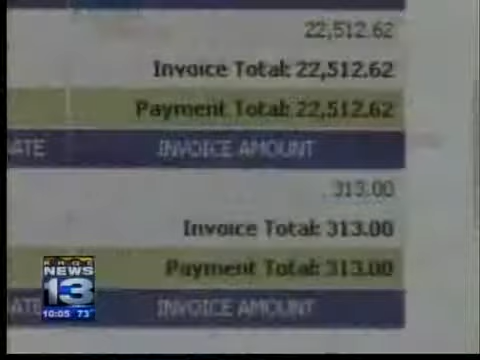 22,512.62
Invoice Total: 22,512.62
Payment Total: 22,512.62
ATE INVOICE AMOUNT
313.00
Invoice Total: 313.00
Payment Total: 313.00
ATE INVOICE AMOUNT
KRQE
NEWS
13
10:05 73°